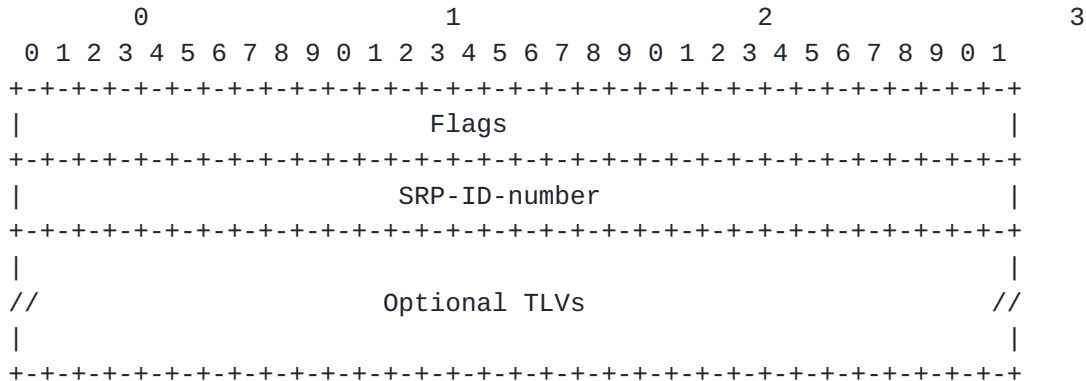 0                   1                   2                   3
 0 1 2 3 4 5 6 7 8 9 0 1 2 3 4 5 6 7 8 9 0 1 2 3 4 5 6 7 8 9 0 1
+-+-+-+-+-+-+-+-+-+-+-+-+-+-+-+-+-+-+-+-+-+-+-+-+-+-+-+-+-+-+-+-+
|                          Flags                                |
+-+-+-+-+-+-+-+-+-+-+-+-+-+-+-+-+-+-+-+-+-+-+-+-+-+-+-+-+-+-+-+-+
|                        SRP-ID-number                          |
+-+-+-+-+-+-+-+-+-+-+-+-+-+-+-+-+-+-+-+-+-+-+-+-+-+-+-+-+-+-+-+-+
|                                                               |
//                      Optional TLVs                          //
|                                                               |
+-+-+-+-+-+-+-+-+-+-+-+-+-+-+-+-+-+-+-+-+-+-+-+-+-+-+-+-+-+-+-+-+